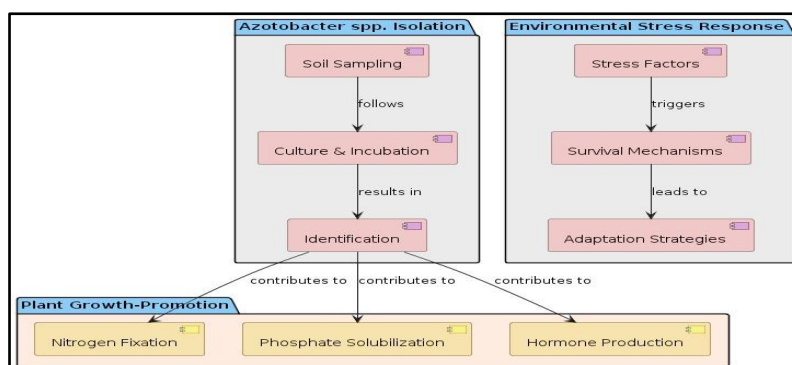 Azotobacter spp. Isolation
Soil Sampling
follows
Culture & Incubation
results in
Identification
Environmental Stress Response
Stress Factors
triggers
Survival Mechanisms
leads to
Adaptation Strategies
contributes to
contributes to
contributes to
Plant Growth-Promotion
Nitrogen Fixation
Phosphate Solubilization
Hormone Production